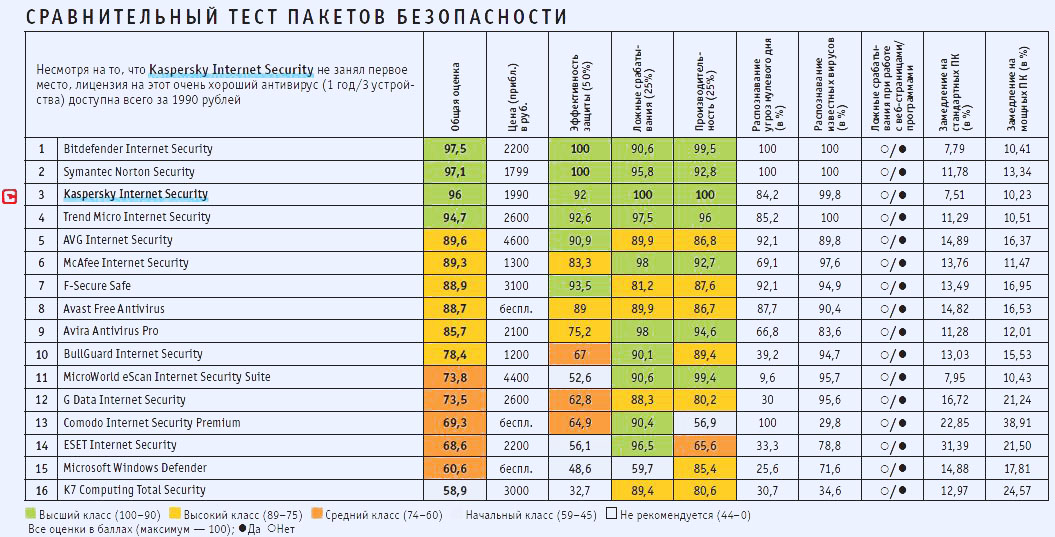 СРАВНИТЕЛЬНЫЙ ТЕСТ ПАКЕТОВ БЕЗОПАСНОСТИ
Несмотря на то, что Kaspersky Internet Security не занял первое
место, лицензия на этот очень хороший антивирус (1 год/3 устрой-
ства) доступна всего за 1990 рублей
Общая оценка
Цена (прибл.)
в руб.
Эффективность
защиты (50%)
Ложные срабаты-
вания (25%)
Производитель-
ность (25%)
Распознавание
угроз нулевого дня
(в %)
Распознавание
известных вирусов
(в %)
Ложные срабаты-
вания при работе
с веб-страницами/
программами
Замедление на
стандартных ПК
(в %)
Замедление на
мощных ПК (в %)
1 Bitdefender Internet Security 97,5 2200 100 90,6 99,5 100 100 ○/● 7,79 10,41
2 Symantec Norton Security 97,1 1799 100 95,8 92,8 100 100 ○/● 11,78 13,34
3 Kaspersky Internet Security 96 1990 92 100 100 84,2 99,8 ○/● 7,51 10,23
4 Trend Micro Internet Security 94,7 2600 92,6 97,5 96 85,2 100 ○/● 11,29 10,51
5 AVG Internet Security 89,6 4600 90,9 89,9 86,8 92,1 89,8 ○/● 14,89 16,37
6 McAfee Internet Security 89,3 1300 83,3 98 92,7 69,1 97,6 ○/● 13,76 11,47
7 F-Secure Safe 88,9 3100 93,5 81,2 87,6 92,1 94,9 ○/● 13,49 16,95
8 Avast Free Antivirus 88,7 беспл. 89 89,9 86,7 87,7 90,4 ○/● 14,82 16,53
9 Avira Antivirus Pro 85,7 2100 75,2 98 94,6 66,8 83,6 ○/● 11,28 12,01
10 BullGuard Internet Security 78,4 1200 67 90,1 89,4 39,2 94,7 ○/● 13,03 15,53
11 MicroWorld eScan Internet Security Suite 73,8 4400 52,6 90,6 99,4 9,6 95,7 ○/● 7,95 10,43
12 G Data Internet Security 73,5 2600 62,8 88,3 80,2 30 95,6 ○/● 16,72 21,24
13 Comodo Internet Security Premium 69,3 беспл. 64,9 90,4 56,9 100 29,8 ○/● 22,85 38,91
14 ESET Internet Security 68,6 2200 56,1 96,5 65,6 33,3 78,8 ○/● 31,39 21,50
15 Microsoft Windows Defender 60,6 беспл. 48,6 59,7 85,4 25,6 71,6 ○/● 14,88 17,81
16 K7 Computing Total Security 58,9 3000 32,7 89,4 80,6 30,7 34,6 ○/● 12,97 24,57
Высший класс (100–90) Высокий класс (89–75) Средний класс (74–60) Начальный класс (59–45) Не рекомендуется (44–0)
Все оценки в баллах (максимум — 100); ●Да ○Нет